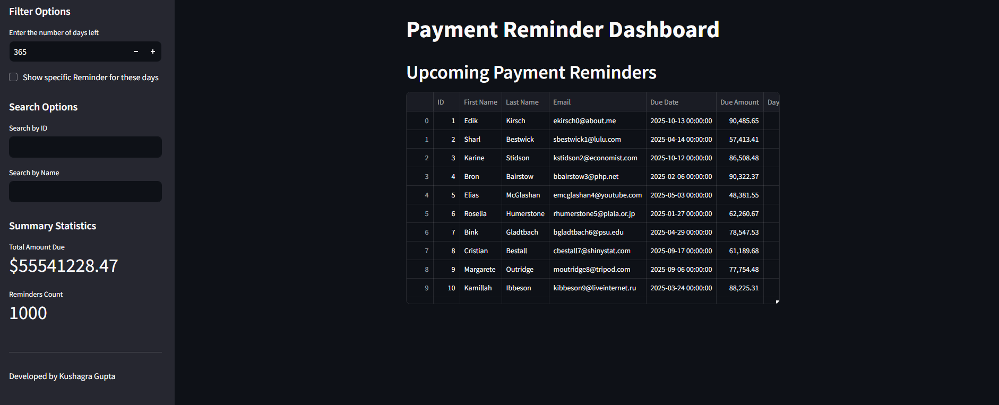 Filter Options
Enter the number of days left
365
Show specific Reminder for these days
Search Options
Search by ID
Search by Name
Summary Statistics
Total Amount Due
$55541228.47
Reminders Count
1000
Developed by Kushagra Gupta
Payment Reminder Dashboard
Upcoming Payment Reminders
ID First Name Last Name Email Due Date Due Amount Day
0 1 Edik Kirsch ekirsch0@about.me 2025-10-13 00:00:00 90,485.65
1 2 Sharl Bestwick sbestwick1@lulu.com 2025-04-14 00:00:00 57,413.41
2 3 Karine Stidson kstidson2@economist.com 2025-10-12 00:00:00 86,508.48
3 4 Bron Bairstow bbairstow3@php.net 2025-02-06 00:00:00 90,322.37
4 5 Elias McGlashan emcglashan4@youtube.com 2025-05-03 00:00:00 48,381.55
5 6 Roselia Humerstone rhumerstone5@plala.or.jp 2025-01-27 00:00:00 62,260.67
6 7 Bink Gladtbach bgladtbach6@psu.edu 2025-04-29 00:00:00 78,547.53
7 8 Cristian Bestall cbestall7@shinystat.com 2025-09-17 00:00:00 61,189.68
8 9 Margarete Outridge moutridge8@tripod.com 2025-09-06 00:00:00 77,754.48
9 10 Kamillah Ibbeson kibbeson9@liveinternet.ru 2025-03-24 00:00:00 88,225.31